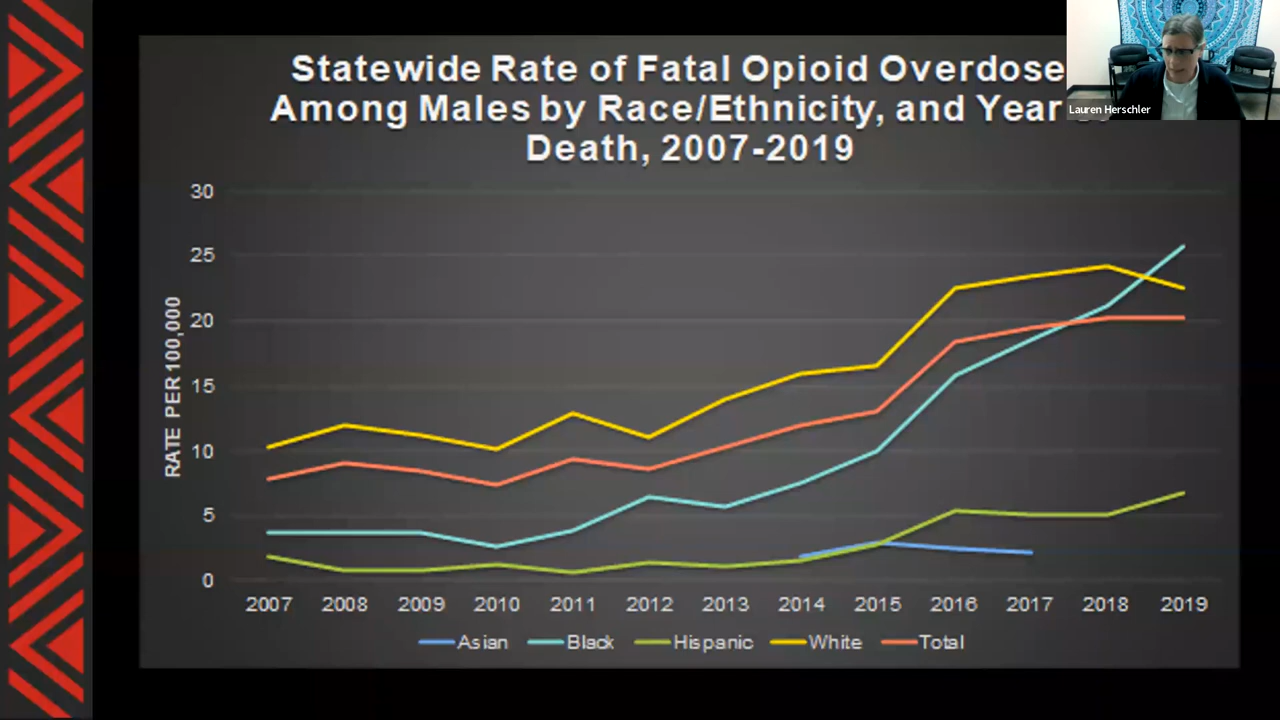 Statewide Rate of Fatal Opioid Overdose
Among Males by Race/Ethnicity, and Year
Death, 2007-2019
Lauren Herschler
RATE PER 100,000
30
25
20
15
10
5
0
2007 2008 2009 2010 2011 2012 2013 2014 2015 2016 2017 2018 2019
Asian Black Hispanic White Total